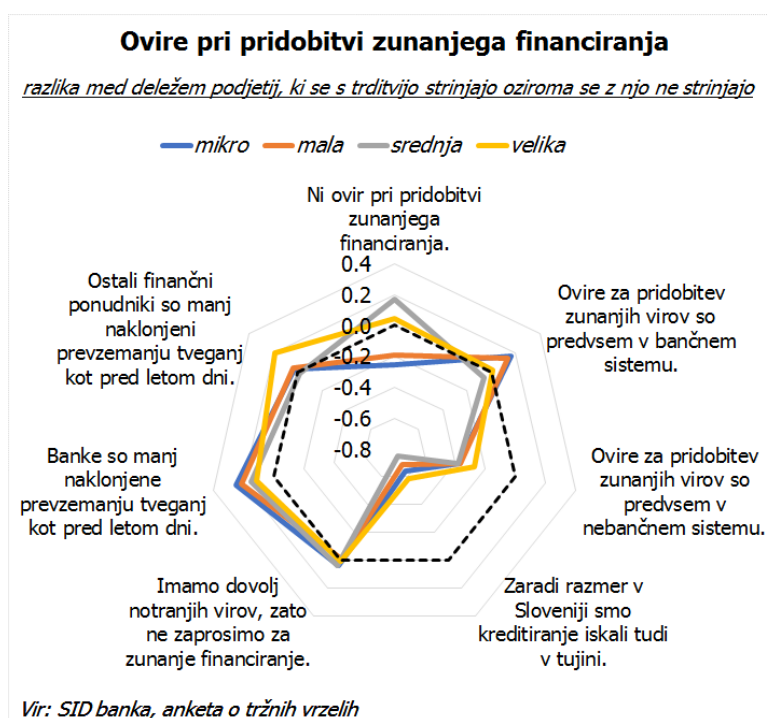 Ovire pri pridobitvi zunanjega financiranja
razlika med deležem podjetij, ki se s trditvijo strinjajo oziroma se z njo ne strinjajo
mikro mala srednja velika
Ni ovir pri pridobitvi
zunanjega
financiranja.
0.4
0.2
0.0
-0.2
-0.4
-0.6
-0.8
Ovire za pridobitev
zunanjih virov so
predvsem v bančnem
sistemu.
Ovire za pridobitev
zunanjih virov so
predvsem v
nebančnem sistemu.
Zaradi razmer v
Sloveniji smo
kreditiranje iskali tudi
v tujini.
Imamo dovolj
notranjih virov, zato
ne zaprosimo za
zunanje financiranje.
Banke so manj
naklonjene
prevzemanju tveganj
kot pred letom dni.
Ostali finančni
ponudniki so manj
naklonjeni
prevzemanju tveganj
kot pred letom dni.
Vir: SID banka, anketa o tržnih vrzelih